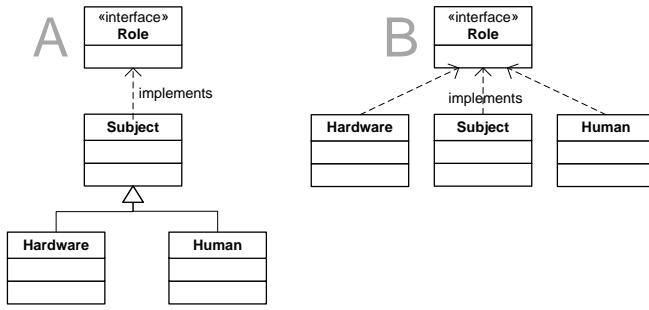 A
«interface»
Role
implements
Subject
Hardware
Human
B
«interface»
Role
implements
Hardware
Subject
Human